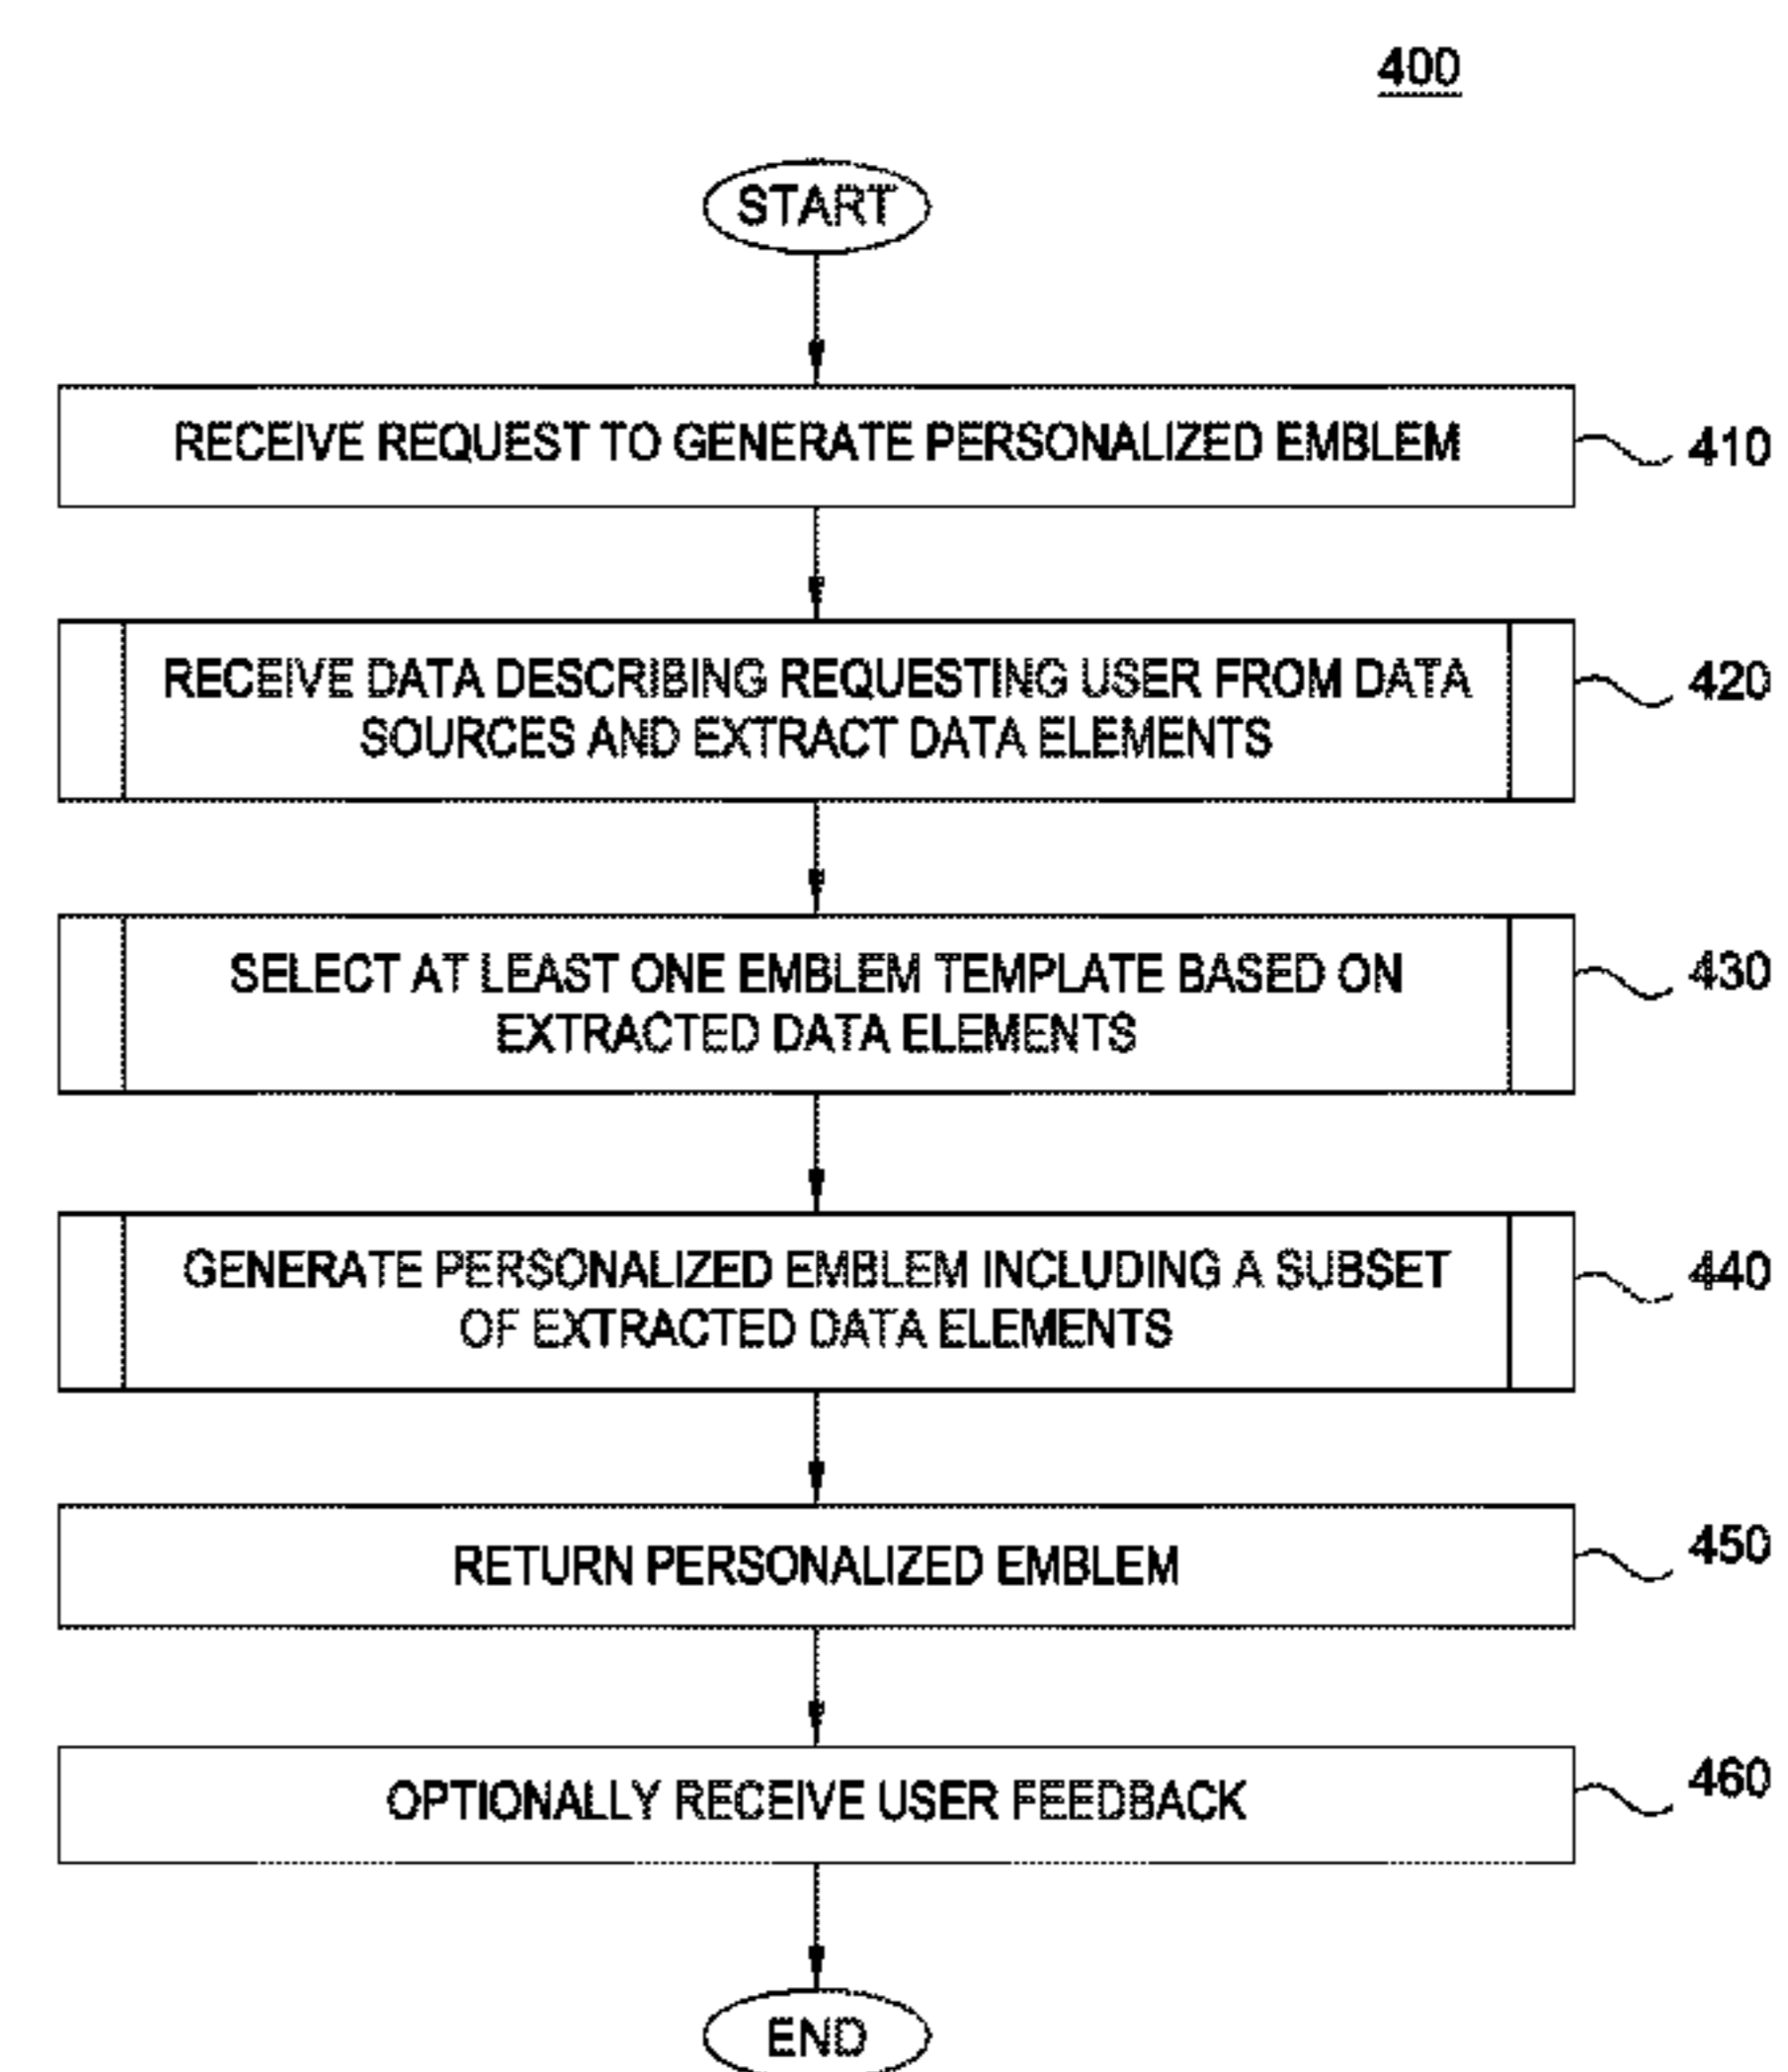 400
START
RECEIVE REQUEST TO GENERATE PERSONALIZED EMBLEM
410
RECEIVE DATA DESCRIBING REQUESTING USER FROM DATA
SOURCES AND EXTRACT DATA ELEMENTS
420
SELECT AT LEAST ONE EMBLEM TEMPLATE BASED ON
EXTRACTED DATA ELEMENTS
430
GENERATE PERSONALIZED EMBLEM INCLUDING A SUBSET
OF EXTRACTED DATA ELEMENTS
440
RETURN PERSONALIZED EMBLEM
450
OPTIONALLY RECEIVE USER FEEDBACK
460
END